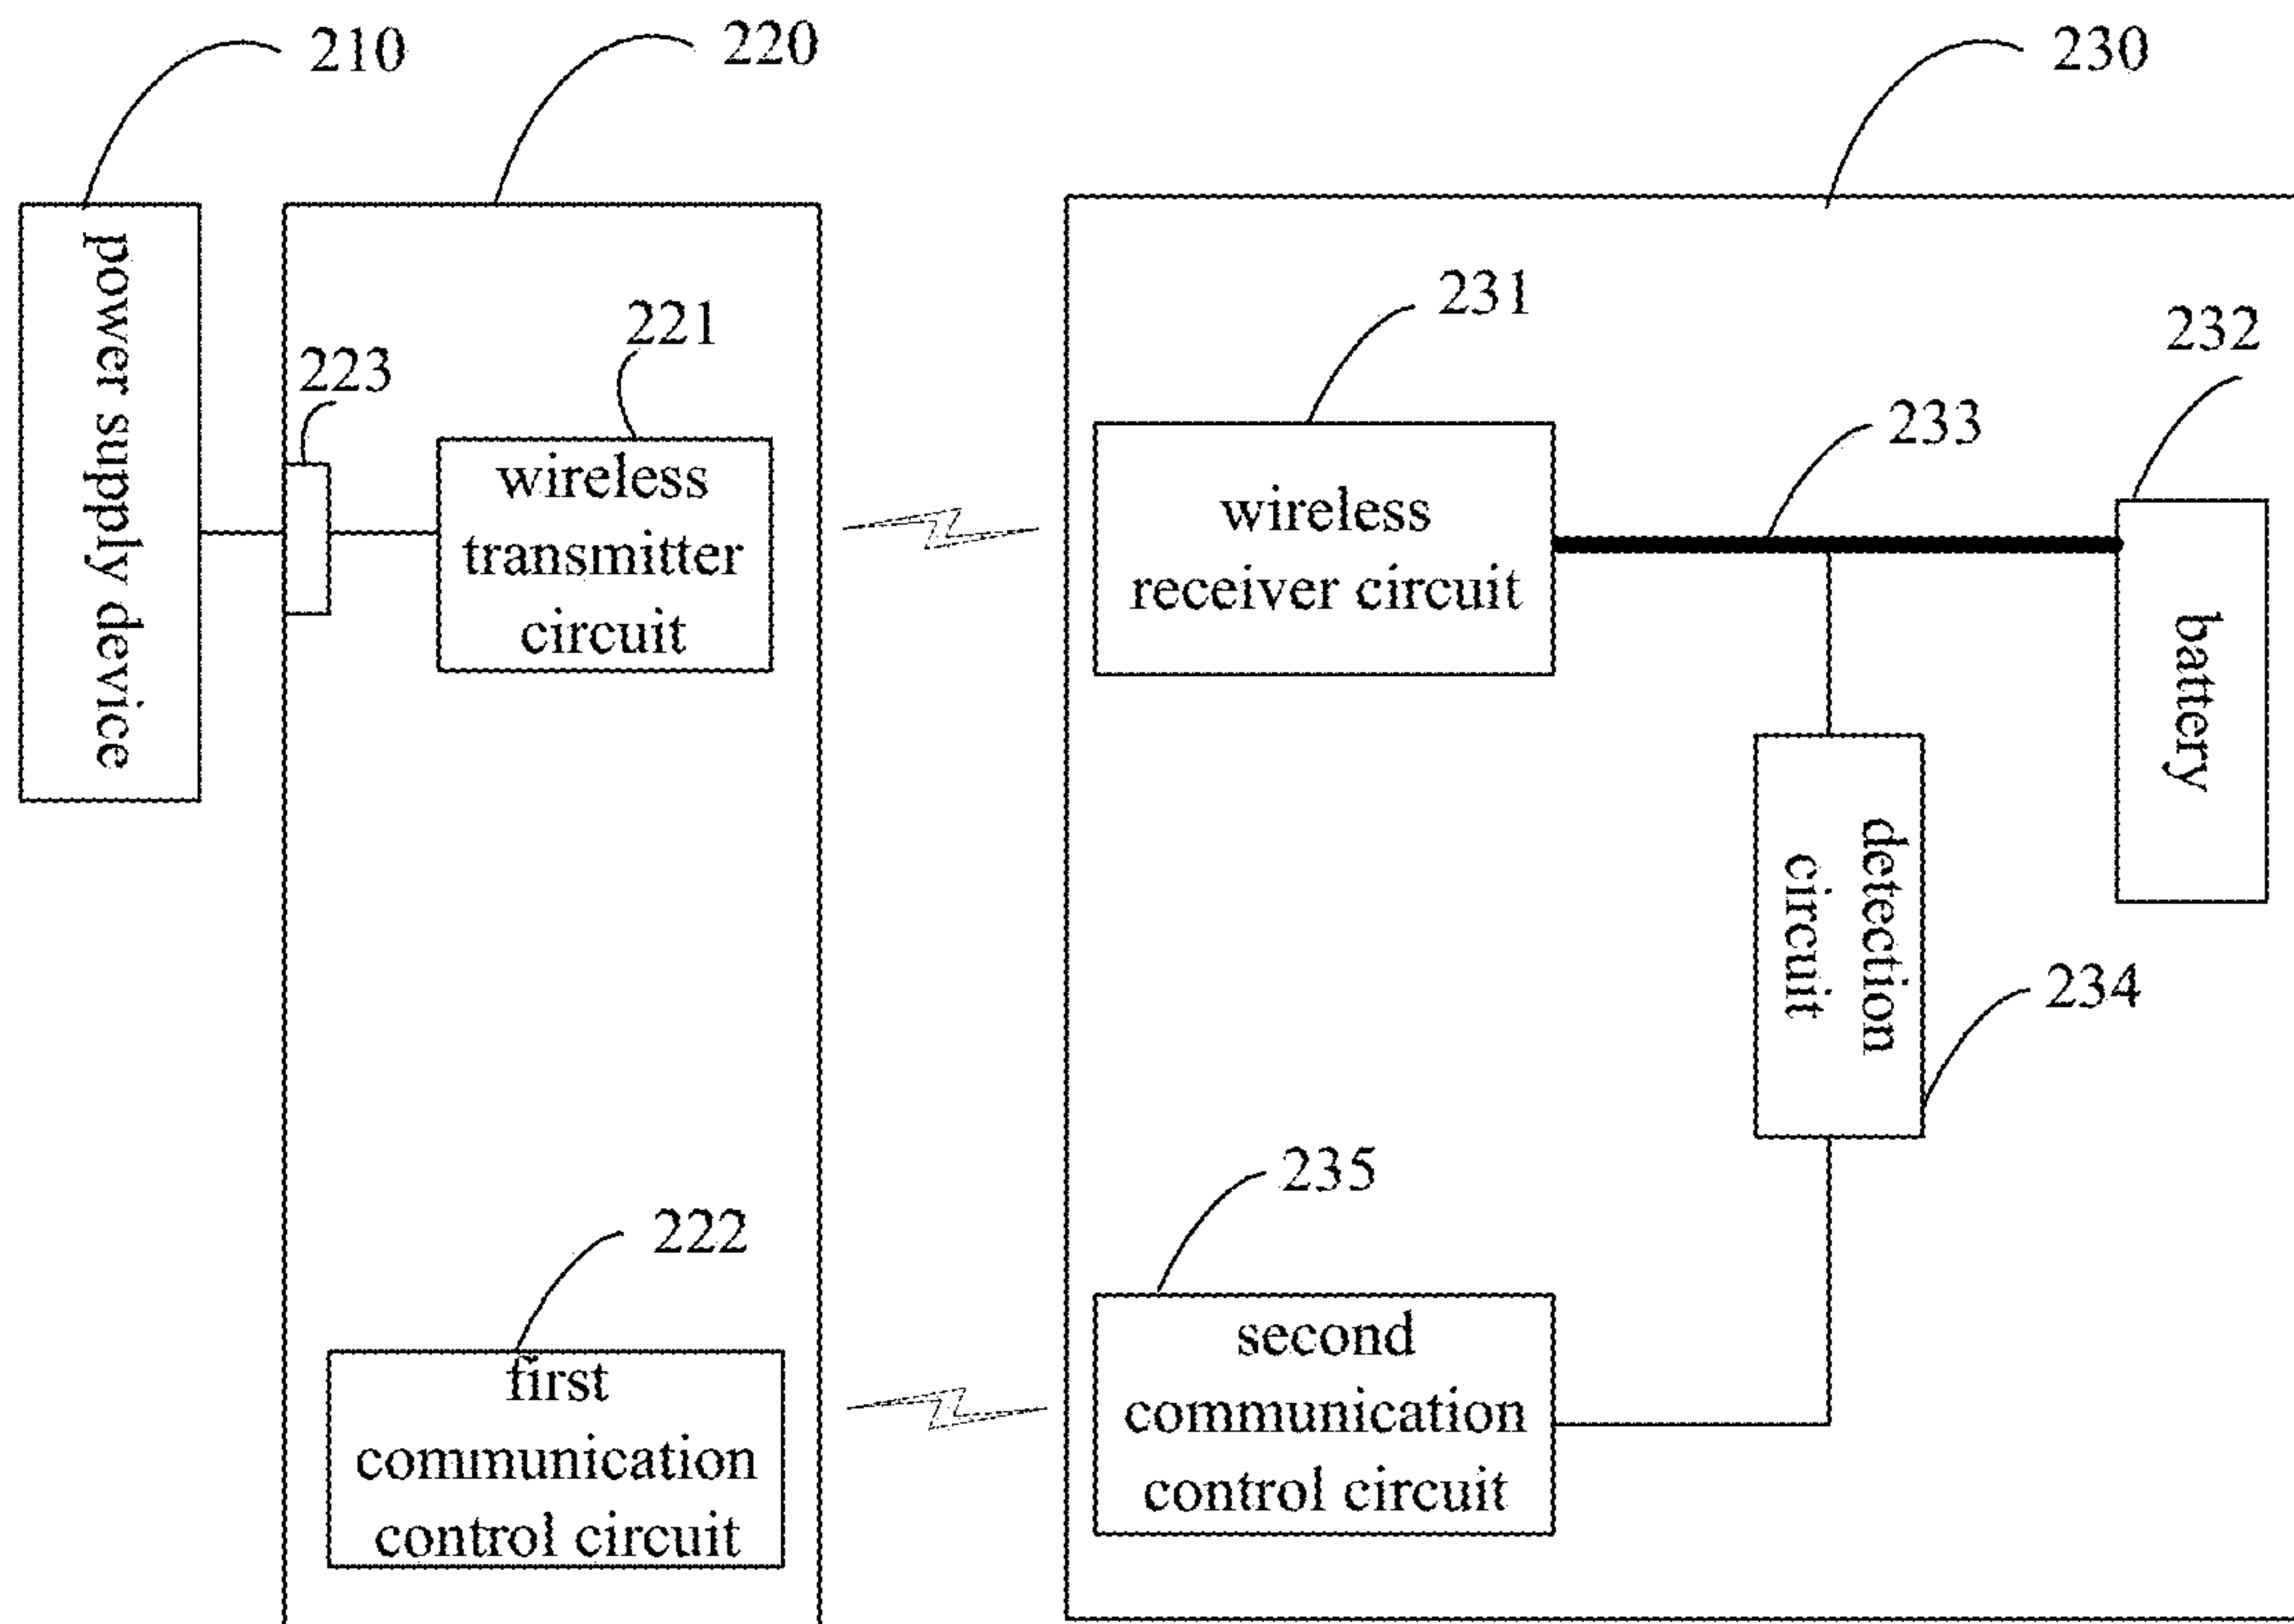 210
220
230
power supply device
223
221
wireless
transmitter
circuit
222
first
communication
control circuit
231
wireless
receiver circuit
233
232
battery
detection
circuit
234
235
second
communication
control circuit